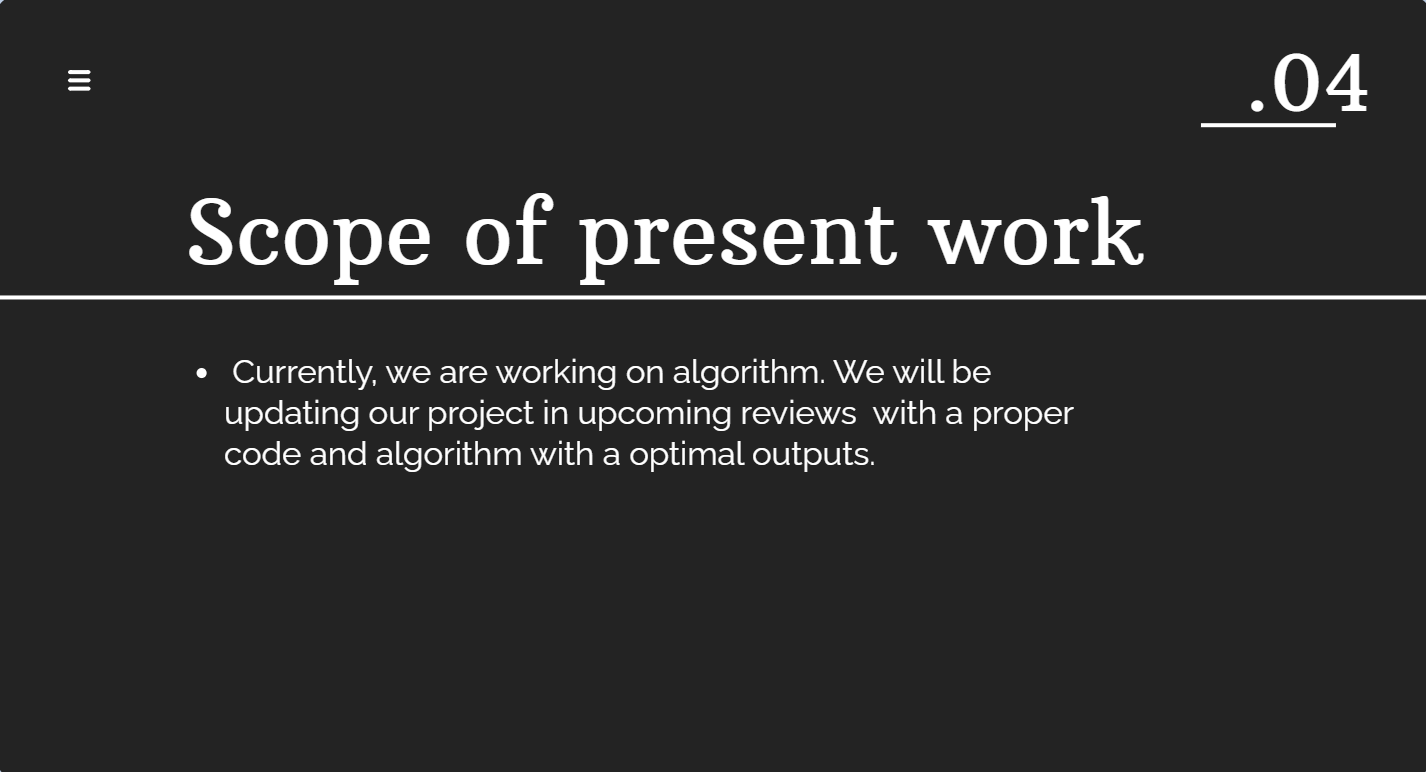 .04
Scope of present work
• Currently, we are working on algorithm. We will be
updating our project in upcoming reviews  with a proper
code and algorithm with a optimal outputs.